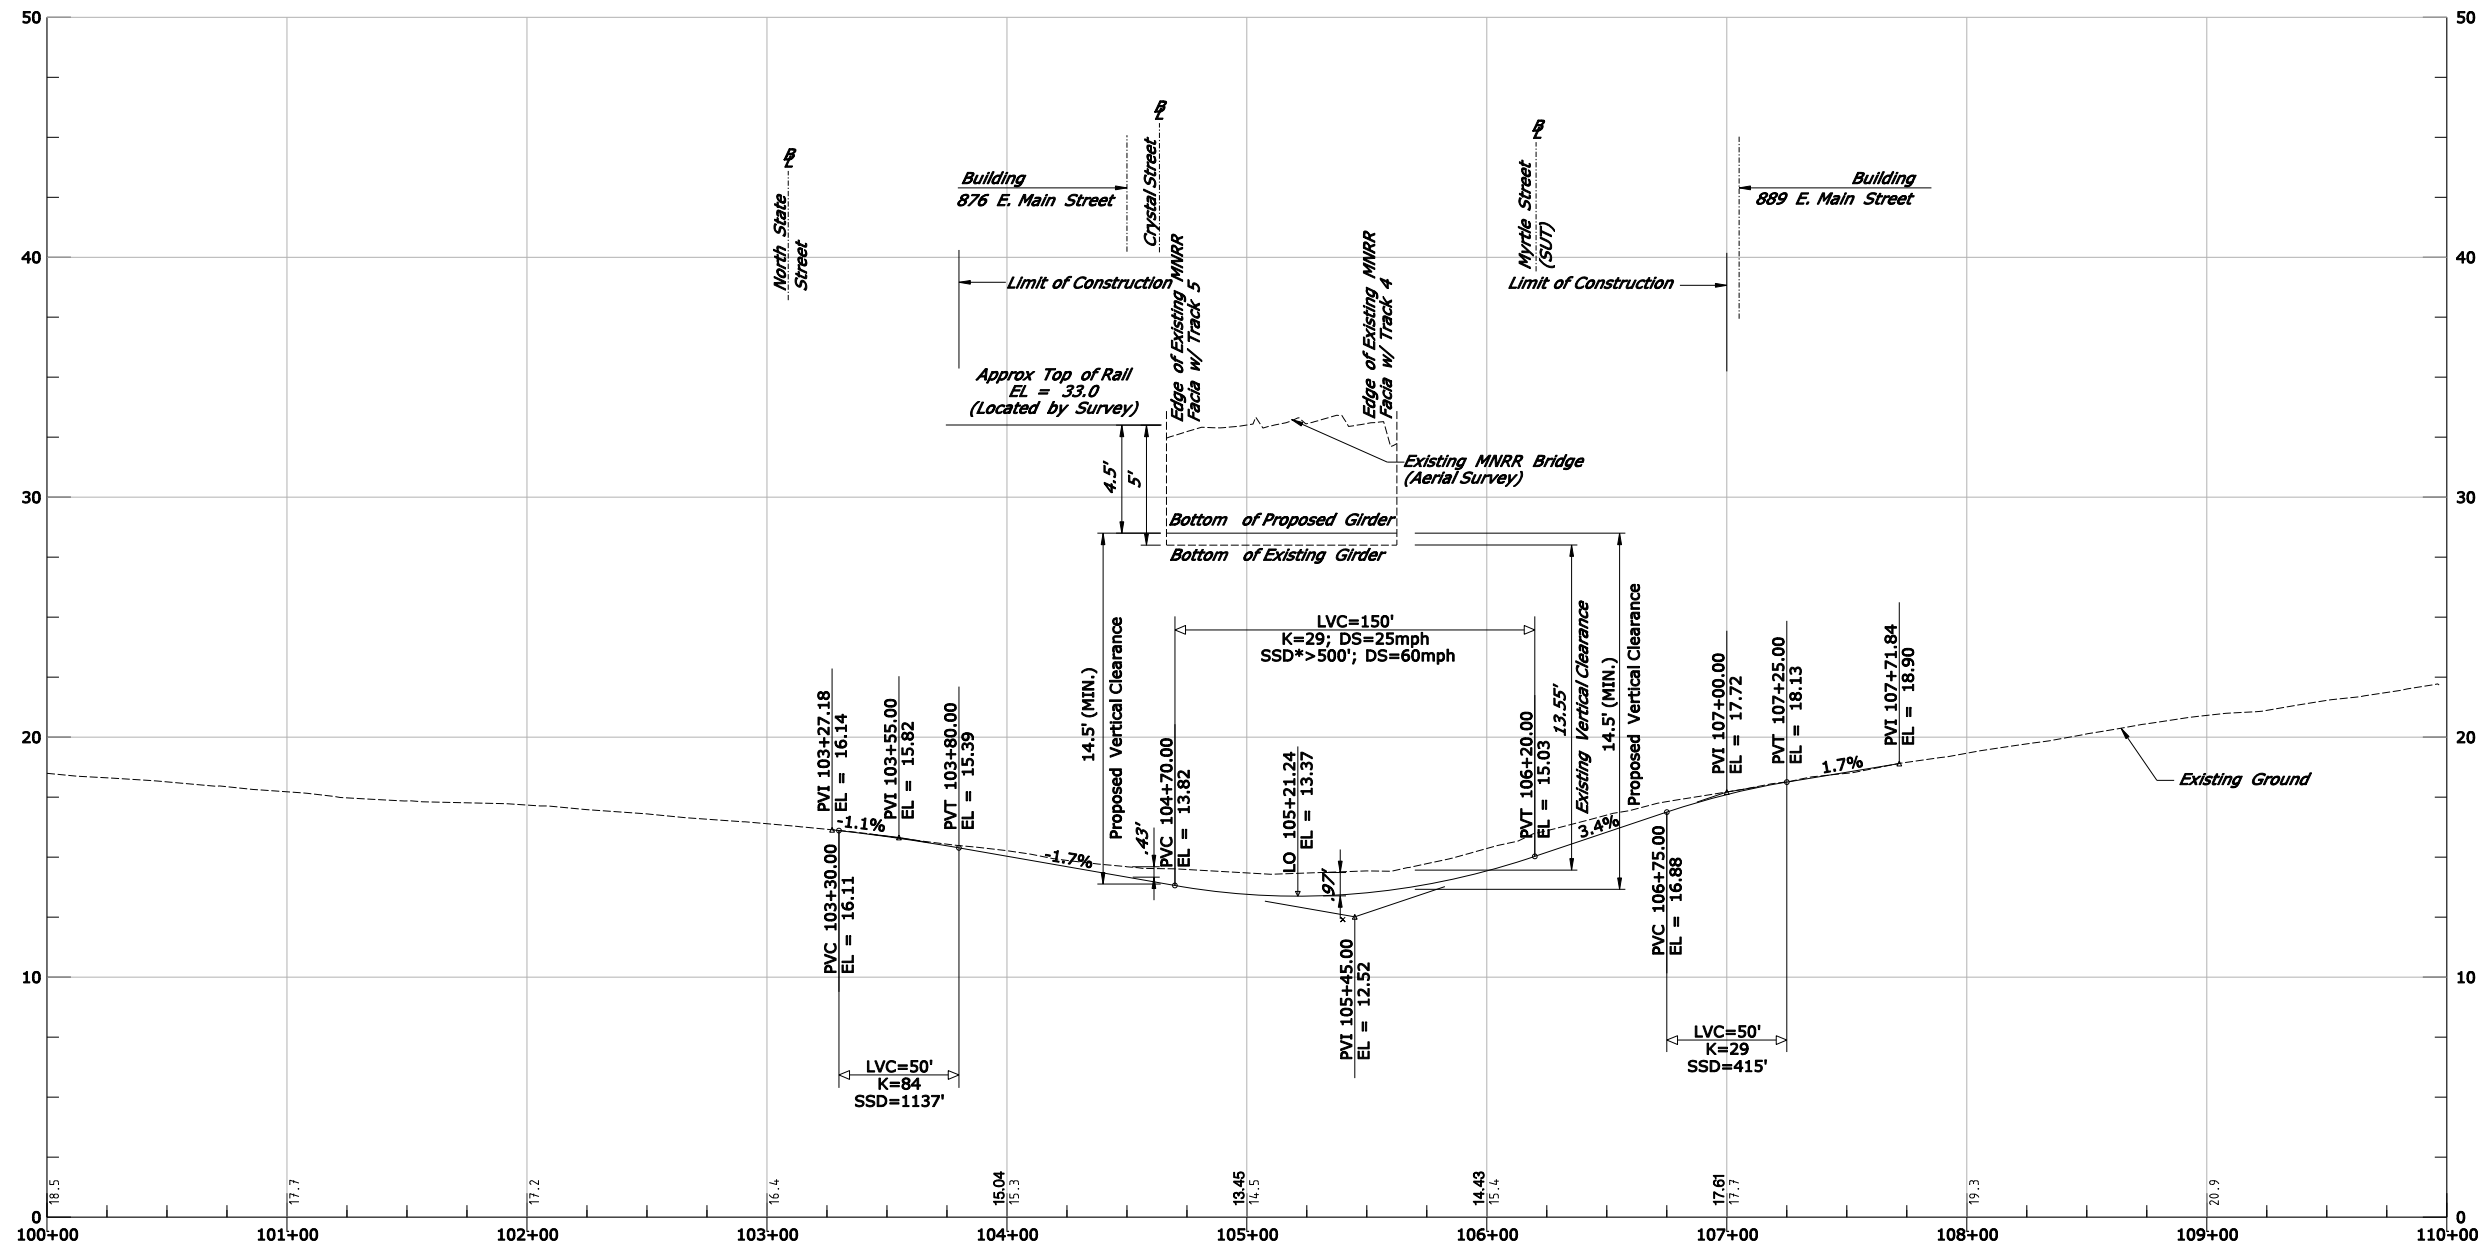 50
50
40
40
30
30
20
20
10
10
0
0
North State
Street
Building
876 E. Main Street
Crystal Street
Myrtle Street
(SUT)
Building
889 E. Main Street
Limit of Construction
Limit of Construction
Edge of Existing MNRR
Facia w/ Track 5
Edge of Existing MNRR
Facia w/ Track 4
Approx Top of Rail
EL = 33.0
(Located by Survey)
4.5'
5'
Existing MNRR Bridge
(Aerial Survey)
Bottom of Proposed Girder
Bottom of Existing Girder
14.5' (MIN.)
Proposed Vertical Clearance
LVC=150'
K=29; DS=25mph
SSD*>500'; DS=60mph
13.55'
Existing Vertical Clearance
14.5' (MIN.)
Proposed Vertical Clearance
PVI 103+27.18
EL = 16.14
PVI 103+55.00
EL = 15.82
PVT 103+80.00
EL = 15.39
-1.1%
-1.7%
.43'
PVC 104+70.00
EL = 13.82
LO 105+21.24
EL = 13.37
.97'
PVT 106+20.00
EL = 15.03
3.4%
PVI 107+00.00
EL = 17.72
PVT 107+25.00
EL = 18.13
1.7%
PVI 107+71.84
EL = 18.90
Existing Ground
PVC 103+30.00
EL = 16.11
PVI 105+45.00
EL = 12.52
PVC 106+75.00
EL = 16.88
LVC=50'
K=84
SSD=1137'
LVC=50'
K=29
SSD=415'
18.5
17.7
17.2
16.4
15.04
15.3
13.45
14.5
14.43
15.4
17.61
17.7
19.3
20.9
100+00
101+00
102+00
103+00
104+00
105+00
106+00
107+00
108+00
109+00
110+00